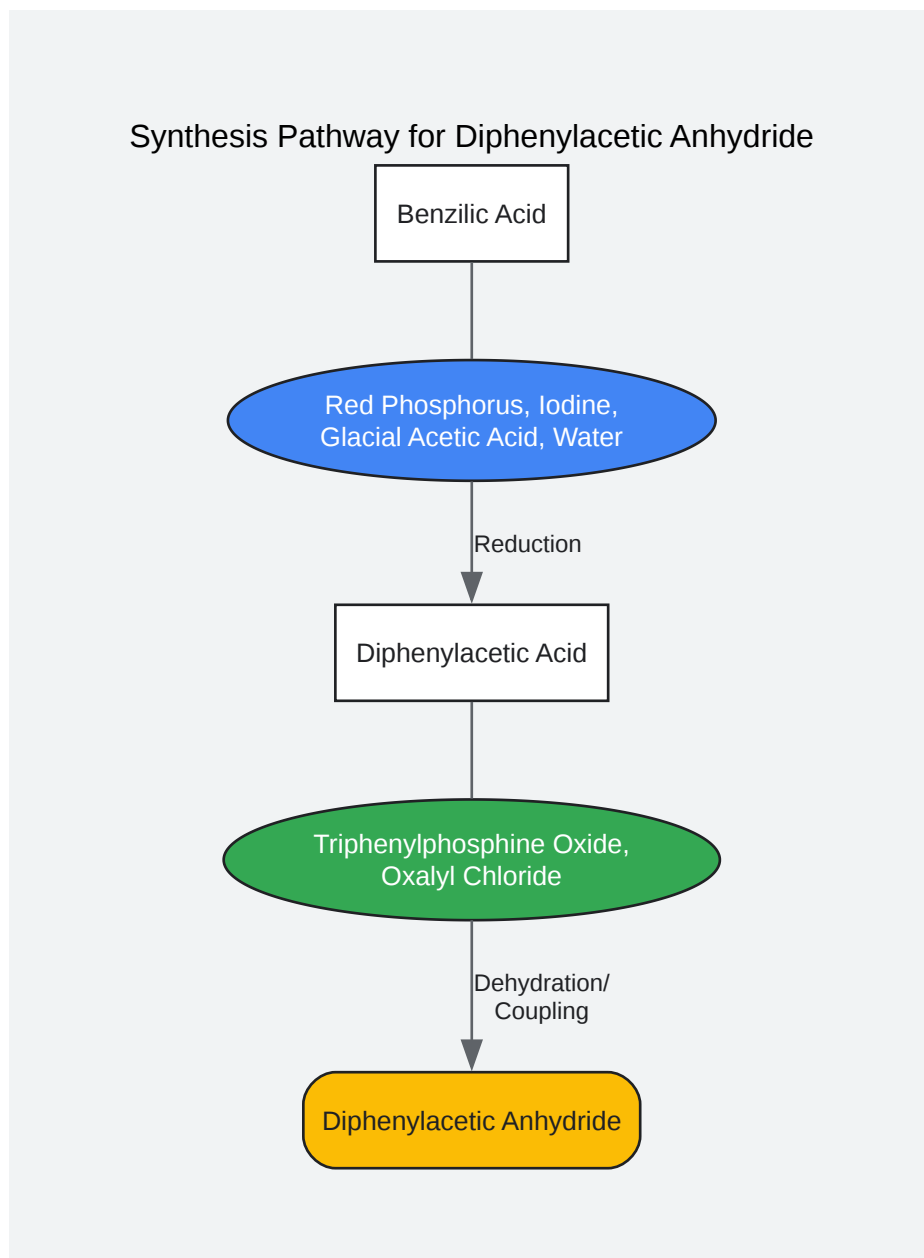 Synthesis Pathway for Diphenylacetic Anhydride
Benzilic Acid
Red Phosphorus, Iodine,
Glacial Acetic Acid, Water
Reduction
Diphenylacetic Acid
Triphenylphosphine Oxide,
Oxalyl Chloride
Dehydration/
Coupling
Diphenylacetic Anhydride